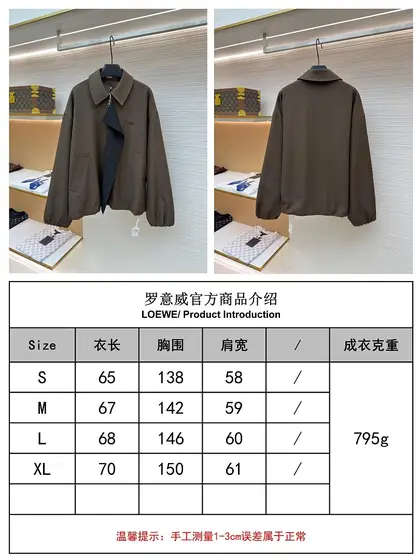 罗意威官方商品介绍
LOEWE/ Product Introduction
Size 衣长 胸围 肩宽 / 成衣克重
S 65 138 58 /
M 67 142 59 /
L 68 146 60 / 795g
XL 70 150 61 /
温馨提示：手工测量1-3cm误差属于正常